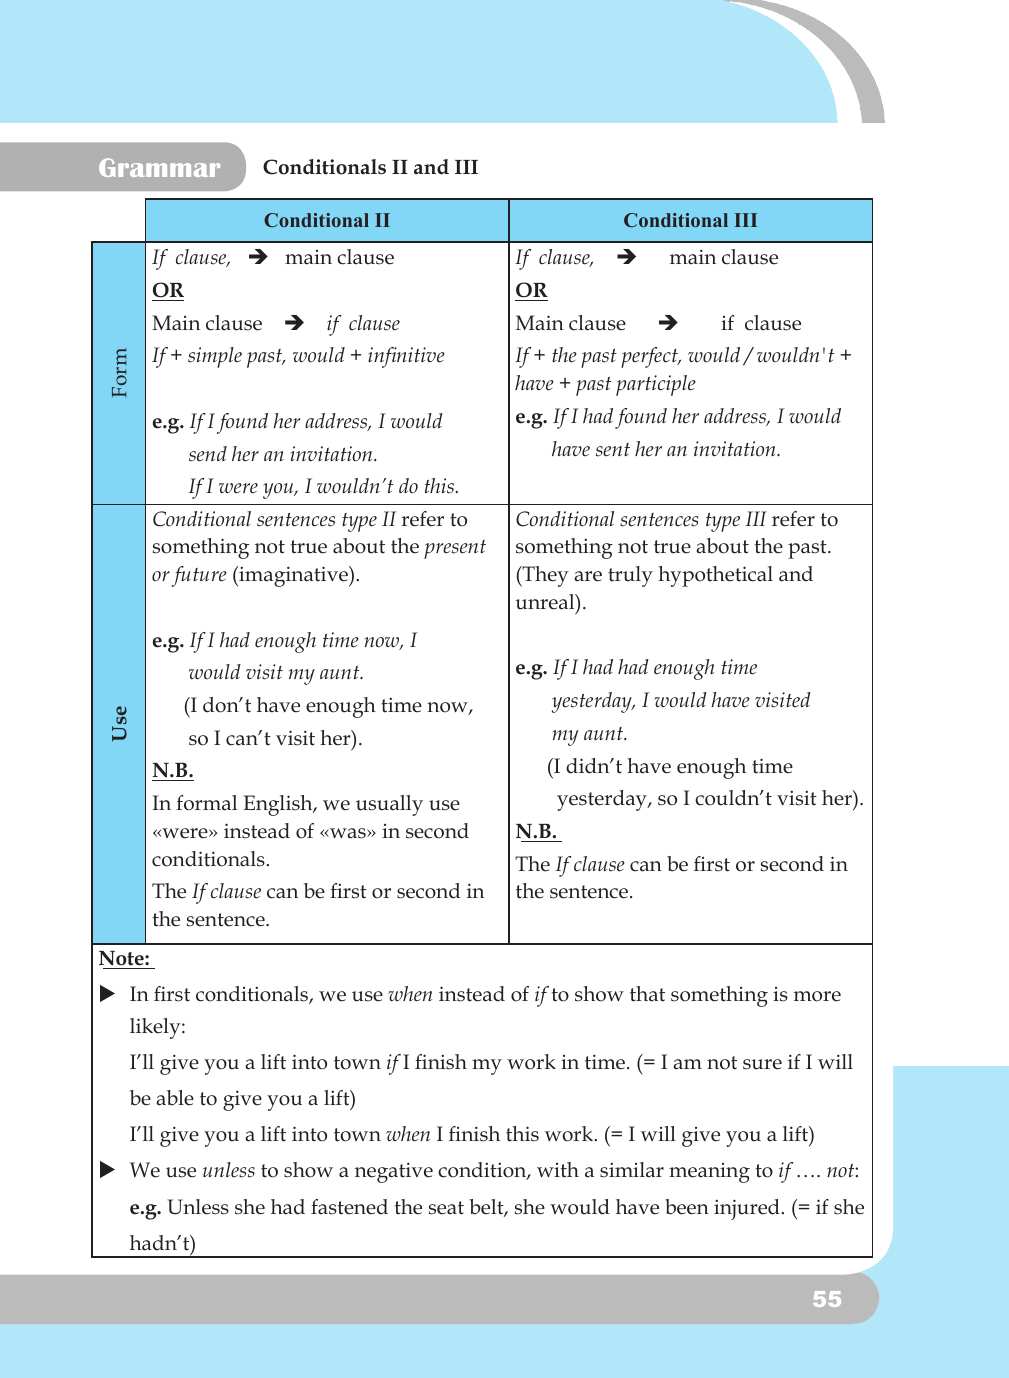 Grammar Conditionals II and III
Conditional II
Conditional III
Form
If clause, ➔ main clause
OR
Main clause ➔ if clause
If + simple past, would + infinitive
e.g. If I found her address, I would
send her an invitation.
If I were you, I wouldn’t do this.
If clause, ➔ main clause
OR
Main clause ➔ if clause
If + the past perfect, would / wouldn't +
have + past participle
e.g. If I had found her address, I would
have sent her an invitation.
Use
Conditional sentences type II refer to
something not true about the present
or future (imaginative).
e.g. If I had enough time now, I
would visit my aunt.
(I don’t have enough time now,
so I can’t visit her).
N.B.
In formal English, we usually use
«were» instead of «was» in second
conditionals.
The If clause can be first or second in
the sentence.
Conditional sentences type III refer to
something not true about the past.
(They are truly hypothetical and
unreal).
e.g. If I had had enough time
yesterday, I would have visited
my aunt.
(I didn’t have enough time
yesterday, so I couldn’t visit her).
N.B.
The If clause can be first or second in
the sentence.
Note:
▶ In first conditionals, we use when instead of if to show that something is more
likely:
I’ll give you a lift into town if I finish my work in time. (= I am not sure if I will
be able to give you a lift)
I’ll give you a lift into town when I finish this work. (= I will give you a lift)
▶ We use unless to show a negative condition, with a similar meaning to if …. not:
e.g. Unless she had fastened the seat belt, she would have been injured. (= if she
hadn’t)
55